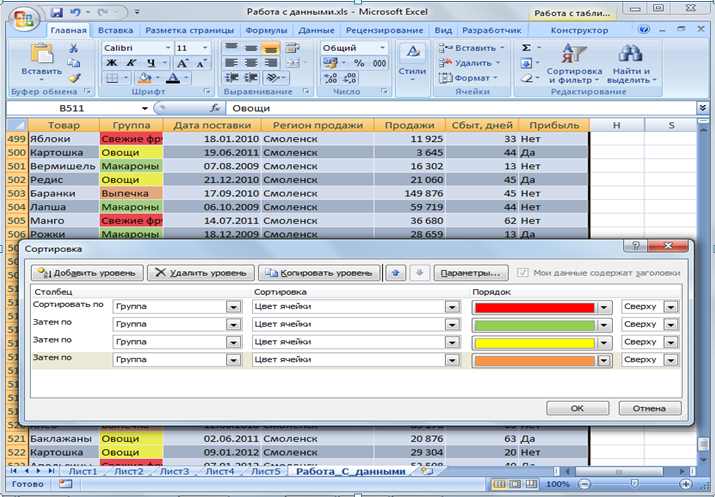 Работа с данными.xls - Microsoft Excel Работа с табли...
Главная Вставка Разметка страницы Формулы Данные Рецензирование Вид Разработчик Конструктор
Calibri 11 Общий Вставить Σ
Вставить Ж К Ч A A % 000 Стили Удалить Сортировка и фильтр Найти и выделить
Формат
Буфер обмена Шрифт Выравнивание Число Ячейки Редактирование
B511 fx Овощи
Товар Группа Дата поставки Регион продажи Продажи Сбыт, дней Прибыль H S
499 Яблоки Свежие фру 18.01.2010 Смоленск 11 925 33 Нет
500 Картошка Овощи 19.06.2011 Смоленск 3 645 44 Да
501 Вермишель Макароны 07.08.2009 Смоленск 16 302 13 Нет
502 Редис Овощи 21.12.2010 Смоленск 21 060 45 Да
503 Баранки Выпечка 17.09.2010 Смоленск 149 876 45 Нет
504 Лапша Макароны 06.10.2009 Смоленск 59 719 44 Нет
505 Манго Свежие фру 14.07.2011 Смоленск 36 680 62 Нет
506 Рожки Макароны 18.12.2009 Смоленск 28 659 13 Да
Сортировка
Добавить уровень Удалить уровень Копировать уровень Параметры... Мои данные содержат заголовки
Столбец Сортировка Порядок
Сортировать по Группа Цвет ячейки Сверху
Затем по Группа Цвет ячейки Сверху
Затем по Группа Цвет ячейки Сверху
Затем по Группа Цвет ячейки Сверху
OK Отмена
521 Баклажаны Овощи 02.06.2011 Смоленск 20 876 63 Да
522 Картошка Овощи 09.01.2012 Смоленск 29 304 20 Нет
Лист1 Лист2 Лист3 Лист4 Лист5 Работа_С_данными
Готово 100%